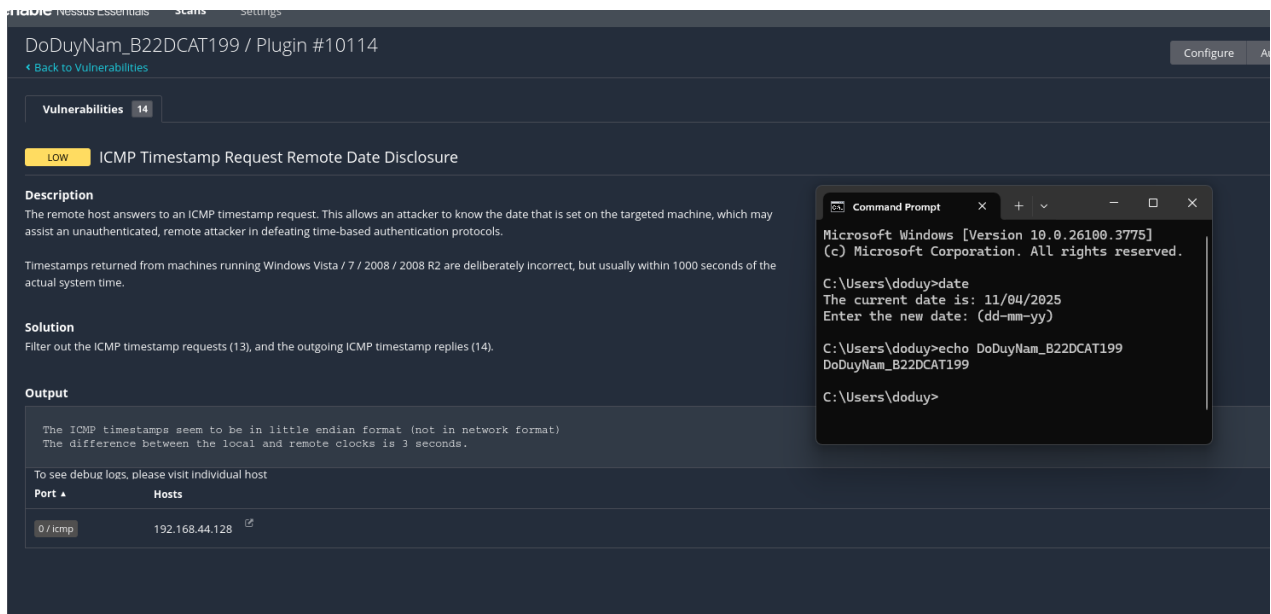 Nessus Essentials Scans Settings
DoDuyNam_B22DCAT199 / Plugin #10114
Configure
‹ Back to Vulnerabilities
Vulnerabilities 14
LOW ICMP Timestamp Request Remote Date Disclosure
Description
The remote host answers to an ICMP timestamp request. This allows an attacker to know the date that is set on the targeted machine, which may
assist an unauthenticated, remote attacker in defeating time-based authentication protocols.
Timestamps returned from machines running Windows Vista / 7 / 2008 / 2008 R2 are deliberately incorrect, but usually within 1000 seconds of the
actual system time.
Solution
Filter out the ICMP timestamp requests (13), and the outgoing ICMP timestamp replies (14).
Output
The ICMP timestamps seem to be in little endian format (not in network format)
The difference between the local and remote clocks is 3 seconds.
To see debug logs, please visit individual host
Port ▲ Hosts
0 / icmp 192.168.44.128
Command Prompt
Microsoft Windows [Version 10.0.26100.3775]
(c) Microsoft Corporation. All rights reserved.
C:\Users\doduy>date
The current date is: 11/04/2025
Enter the new date: (dd-mm-yy)
C:\Users\doduy>echo DoDuyNam_B22DCAT199
DoDuyNam_B22DCAT199
C:\Users\doduy>